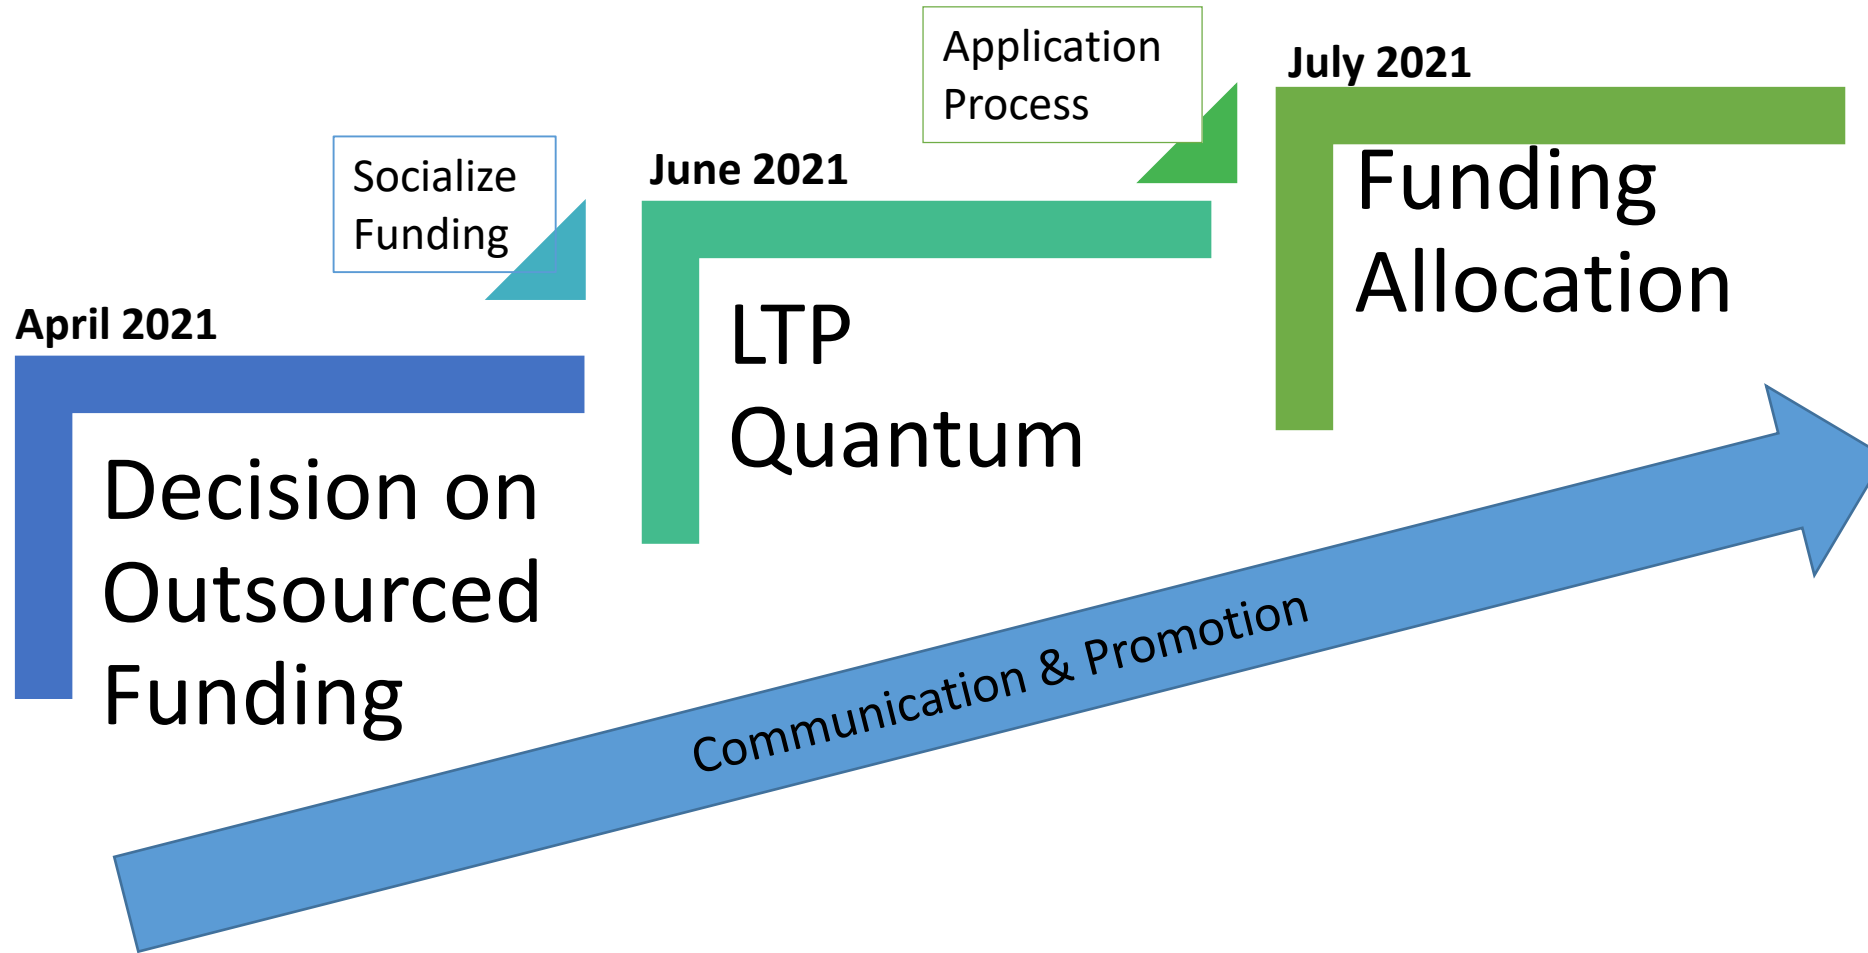 April 2021
Decision on
Outsourced
Funding
Socialize
Funding
June 2021
LTP
Quantum
Application
Process
July 2021
Funding
Allocation
Communication & Promotion